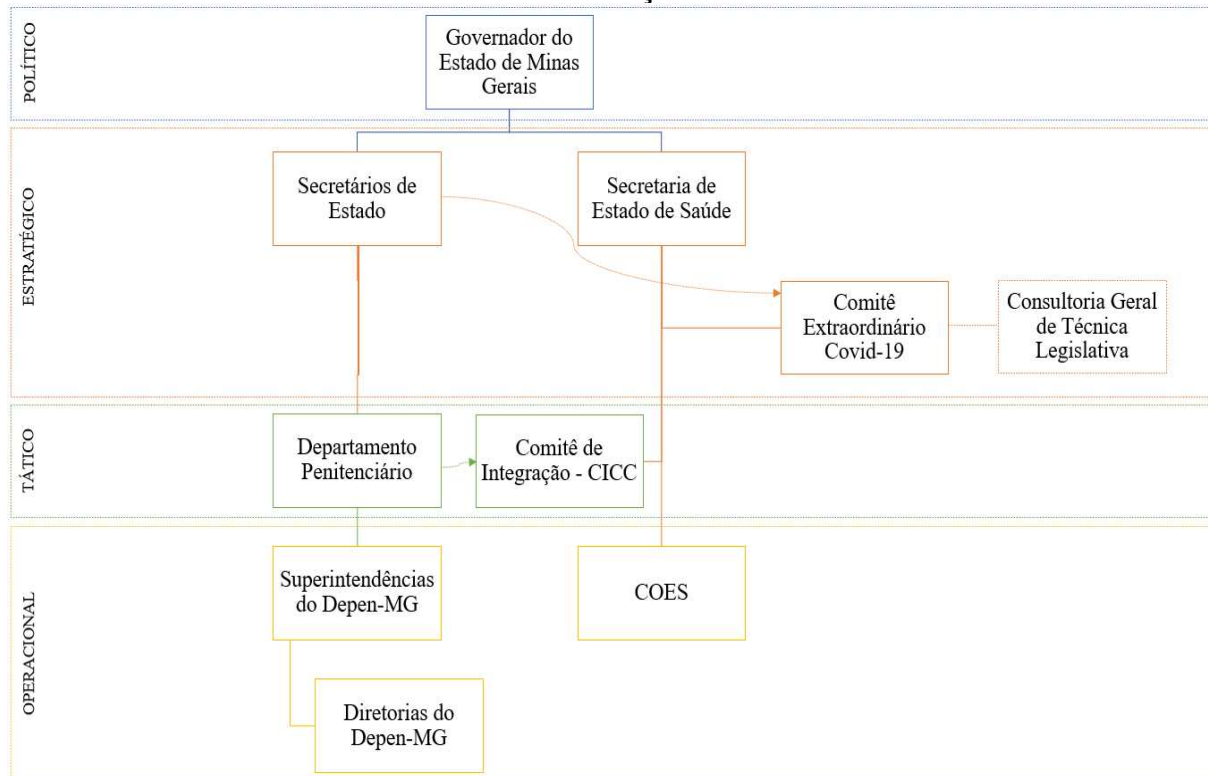 POLÍTICO
Governador do
Estado de Minas
Gerais
ESTRATÉGICO
Secretários de
Estado
Secretaria de
Estado de Saúde
Comitê
Extraordinário
Covid-19
Consultoria Geral
de Técnica
Legislativa
TÁTICO
Departamento
Penitenciário
Comitê de
Integração - CICC
OPERACIONAL
Superintendências
do Depen-MG
COES
Diretorias do
Depen-MG